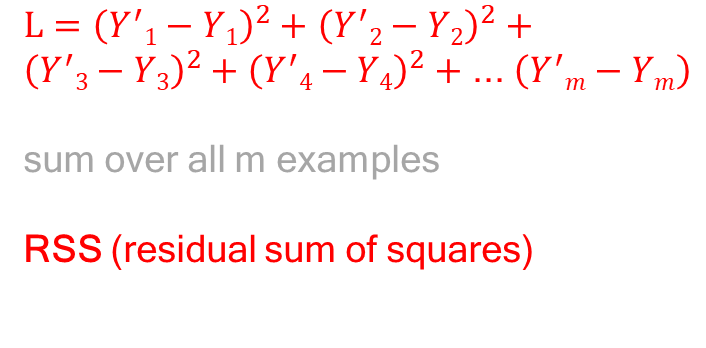 L = (Y'₁ − Y₁)² + (Y'₂ − Y₂)² +
(Y'₃ − Y₃)² + (Y'₄ − Y₄)² + ... (Y'ₘ − Yₘ)
sum over all m examples
RSS (residual sum of squares)